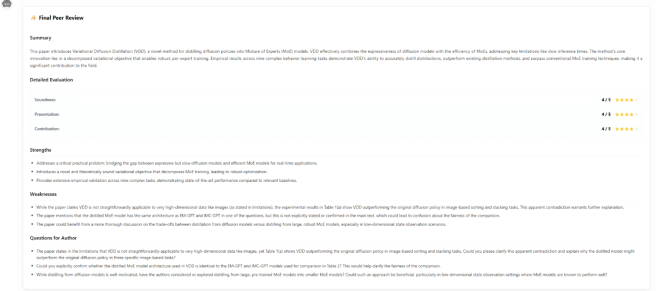 Final Peer Review
Summary
This paper introduces Variational Diffusion Distillation (VDD), a novel method for distilling diffusion policies into Mixture of Experts (MoE) models. VDD effectively combines the expressiveness of diffusion models with the efficiency of MoEs, addressing key limitations like slow inference times. The method's core
innovation lies in a decomposed variational objective that enables robust, per-expert training. Empirical results across nine complex behavior learning tasks demonstrate VDD's ability to accurately distill distributions, outperform existing distillation methods, and surpass conventional MoE training techniques, making it a
significant contribution to the field.
Detailed Evaluation
Soundness: 4 / 5
Presentation: 4 / 5
Contribution: 4 / 5
Strengths
Addresses a critical practical problem: bridging the gap between expressive but slow diffusion models and efficient MoE models for real-time applications.
Introduces a novel and theoretically sound variational objective that decomposes MoE training, leading to robust optimization.
Provides extensive empirical validation across nine complex tasks, demonstrating state-of-the-art performance compared to relevant baselines.
Weaknesses
While the paper claims VDD is not straightforwardly applicable to very high-dimensional data like images (as stated in limitations), the experimental results in Table 1(a) show VDD outperforming the original diffusion policy in image-based sorting and stacking tasks. This apparent contradiction warrants further explanation.
The paper mentions that the distilled MoE model has the same architecture as EM-GPT and IMC-GPT in one of the questions, but this is not explicitly stated or confirmed in the main text, which could lead to confusion about the fairness of the comparison.
The paper could benefit from a more thorough discussion on the trade-offs between distillation from diffusion models versus distilling from large, robust MoE models, especially in low-dimensional state observation scenarios.
Questions for Author
The paper states in the limitations that VDD is not straightforwardly applicable to very high-dimensional data like images, yet Table 1(a) shows VDD outperforming the original diffusion policy in image-based sorting and stacking tasks. Could you please clarify this apparent contradiction and explain why the distilled model might
outperform the original diffusion policy in these specific image-based tasks?
Could you explicitly confirm whether the distilled MoE model architecture used in VDD is identical to the EM-GPT and IMC-GPT models used for comparison in Table 2? This would help clarify the fairness of the comparison.
While distilling from diffusion models is well-motivated, have the authors considered or explored distilling from large, pre-trained MoE models into smaller MoE models? Could such an approach be beneficial, particularly in low-dimensional state observation settings where MoE models are known to perform well?